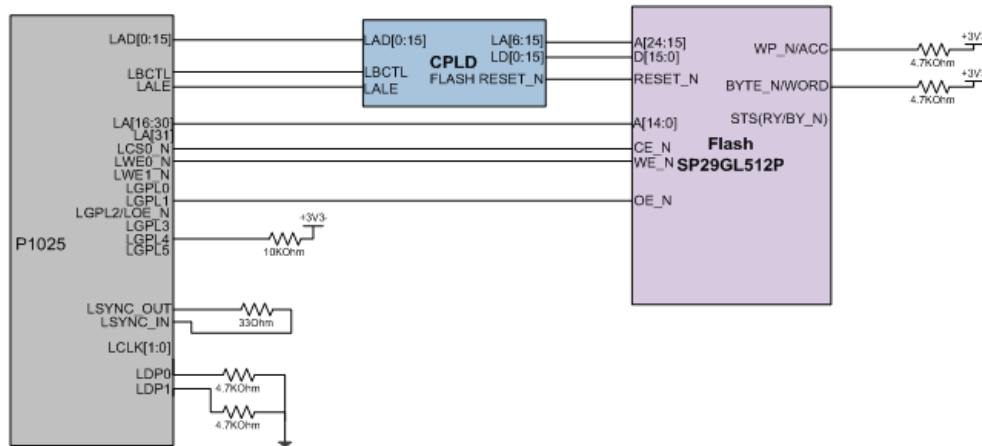 LAD[0:15]
LBCTL
LALE
LA[16:30]
LA[31]
LCS0_N
LWE0_N
LWE1_N
LGPL0
LGPL1
LGPL2/LOE_N
LGPL3
LGPL4
LGPL5
P1025
LSYNC_OUT
LSYNC_IN
LCLK[1:0]
LDP0
LDP1
+3V3
10KOhm
33Ohm
4.7KOhm
4.7KOhm
LAD[0:15]
LA[6:15]
CPLD
LD[0:15]
LBCTL
FLASH RESET_N
LALE
A[24:15]
D[15:0]
RESET_N
A[14:0]
CE_N
WE_N
OE_N
WP_N/ACC
BYTE_N/WORD
STS(RY/BY_N)
Flash
SP29GL512P
+3V3
4.7KOhm
+3V3
4.7KOhm